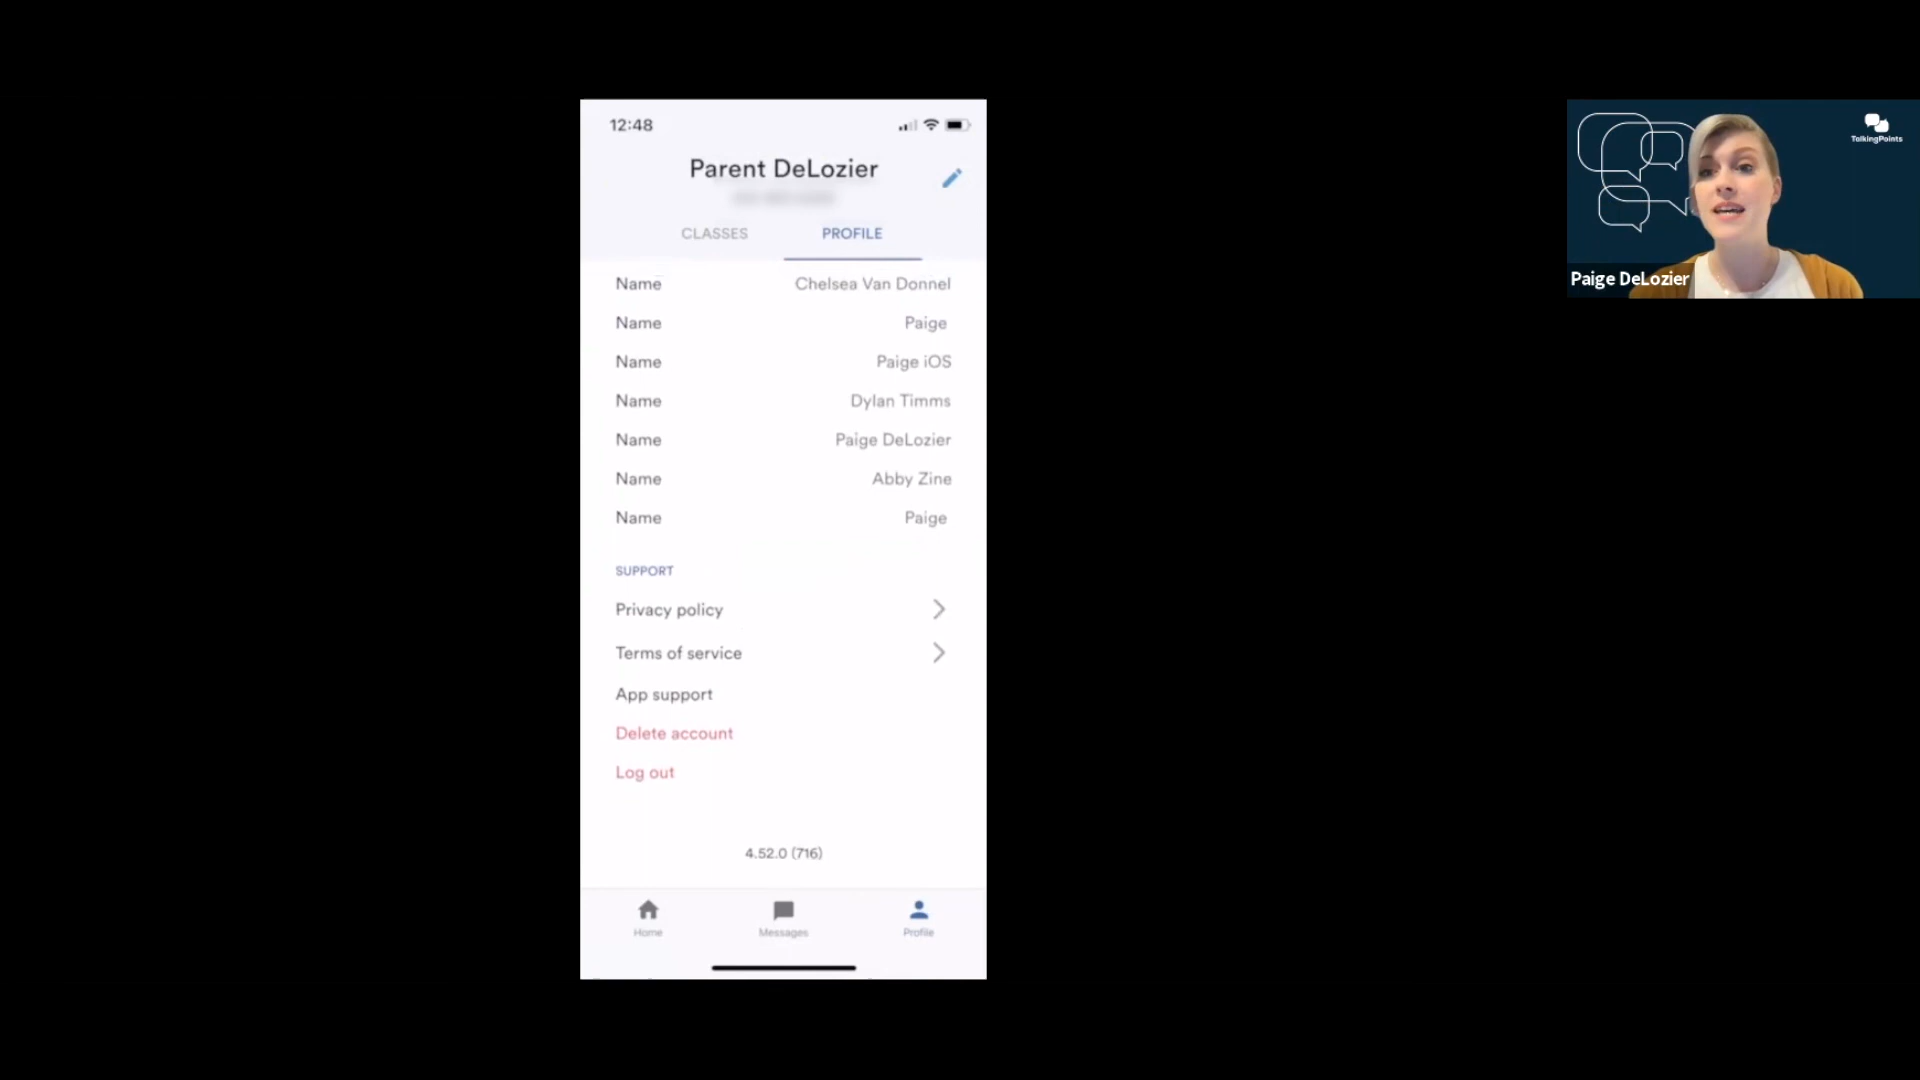 12:48
Parent DeLozier
CLASSES
PROFILE
Name Chelsea Van Donnel
Name Paige
Name Paige iOS
Name Dylan Timms
Name Paige DeLozier
Name Abby Zine
Name Paige
SUPPORT
Privacy policy
Terms of service
App support
Delete account
Log out
4.52.0 (716)
Home
Messages
Profile
TalkingPoints
Paige DeLozier